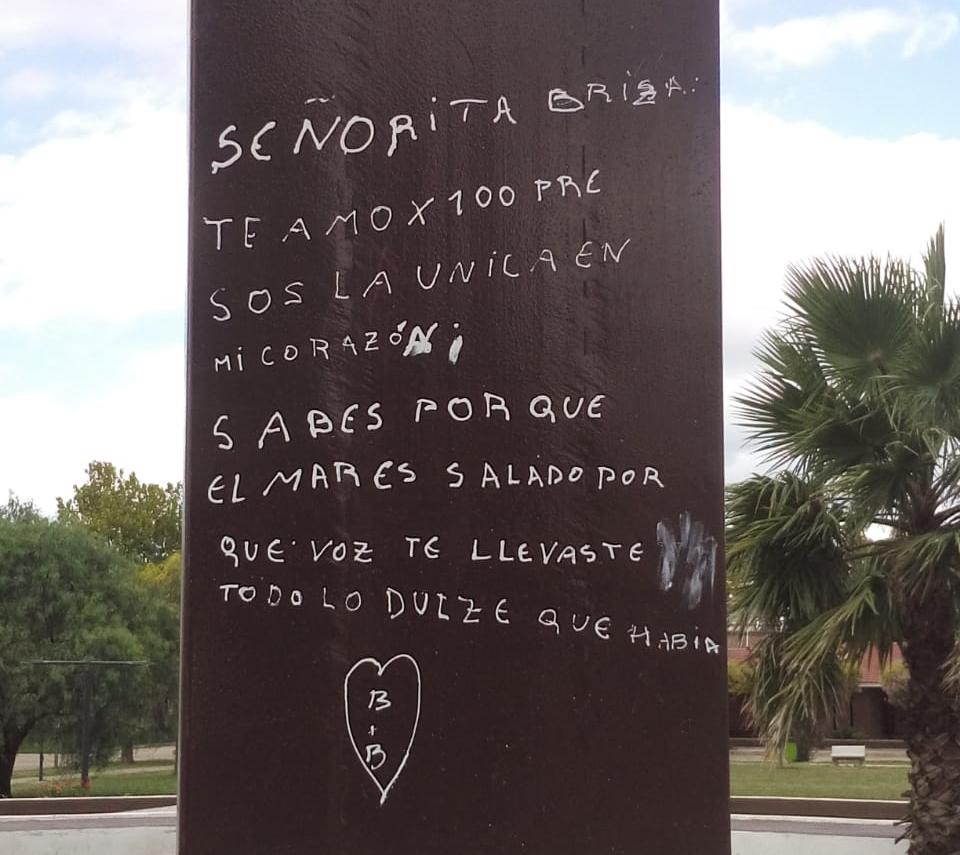 SEÑORiTA BRiSA:
TE AMO X 100 PRE
SOS LA UNiCA EN
Mi CORAZÓN ¡
SABES POR QUE
EL MAR ES SALADO POR
QUE VOZ TE LLEVASTE
TODO LO DULZE QUE HABiA
B
+
B